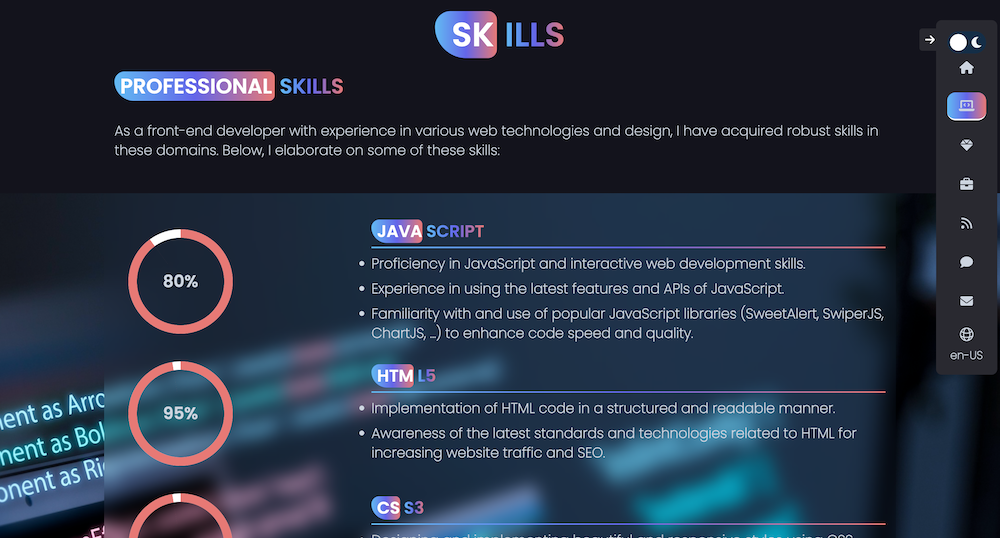 SKILLS
PROFESSIONAL SKILLS
As a front-end developer with experience in various web technologies and design, I have acquired robust skills in
these domains. Below, I elaborate on some of these skills:
80%
JAVA SCRIPT
• Proficiency in JavaScript and interactive web development skills.
• Experience in using the latest features and APIs of JavaScript.
• Familiarity with and use of popular JavaScript libraries (SweetAlert, SwiperJS,
ChartJS, ...) to enhance code speed and quality.
95%
HTML5
• Implementation of HTML code in a structured and readable manner.
• Awareness of the latest standards and technologies related to HTML for
increasing website traffic and SEO.
CSS3
en-US
nent as Arro
nent as Bol
onent as Ri